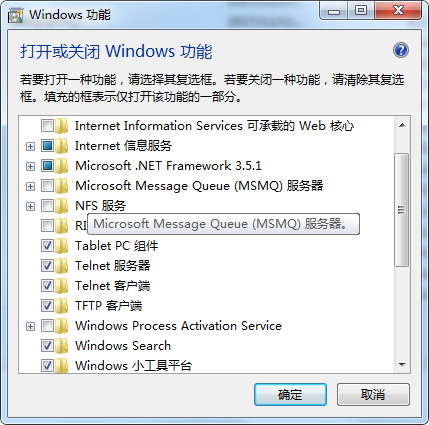 Windows 功能
打开或关闭 Windows 功能
若要打开一种功能，请选择其复选框。若要关闭一种功能，请清除其复选
框。填充的框表示仅打开该功能的一部分。
Internet Information Services 可承载的 Web 核心
Internet 信息服务
Microsoft .NET Framework 3.5.1
Microsoft Message Queue (MSMQ) 服务器
NFS 服务
RI
Microsoft Message Queue (MSMQ) 服务器。
Tablet PC 组件
Telnet 服务器
Telnet 客户端
TFTP 客户端
Windows Process Activation Service
Windows Search
Windows 小工具平台
确定
取消